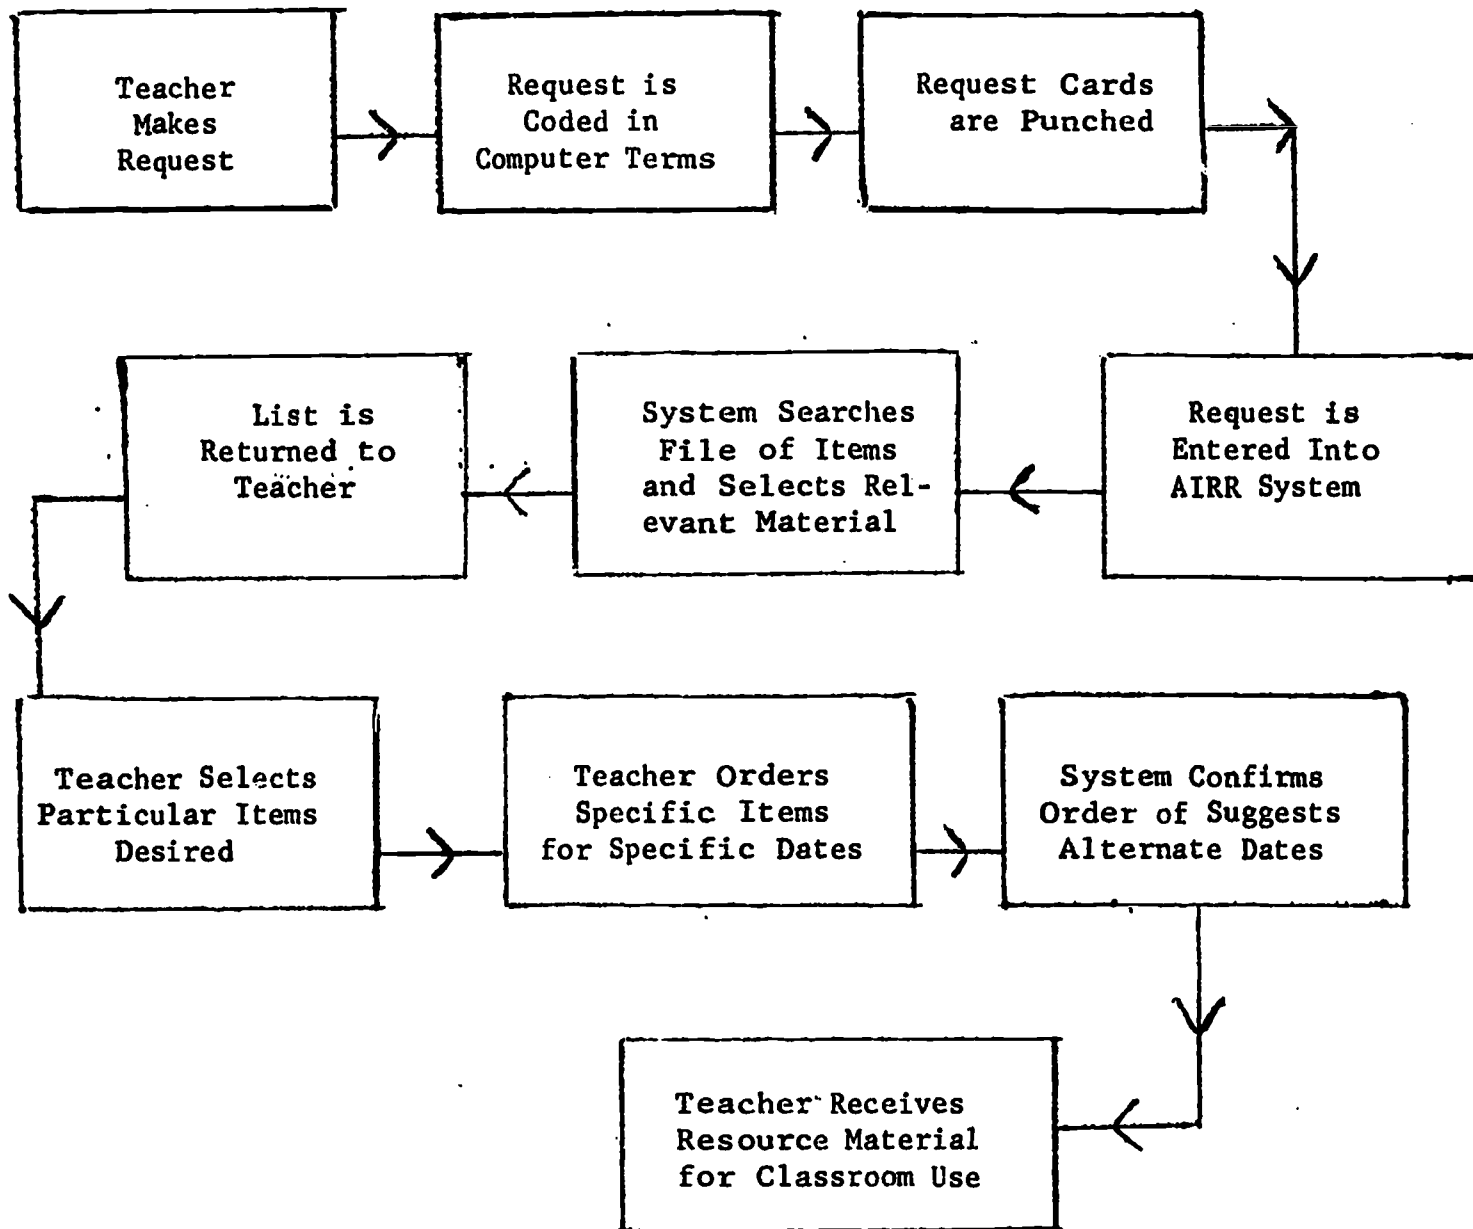 Teacher
Makes
Request
Request is
Coded in
Computer Terms
Request Cards
are Punched
Request is
Entered Into
AIRR System
System Searches
File of Items
and Selects Rel-
evant Material
List is
Returned to
Teacher
Teacher Selects
Particular Items
Desired
Teacher Orders
Specific Items
for Specific Dates
System Confirms
Order of Suggests
Alternate Dates
Teacher Receives
Resource Material
for Classroom Use